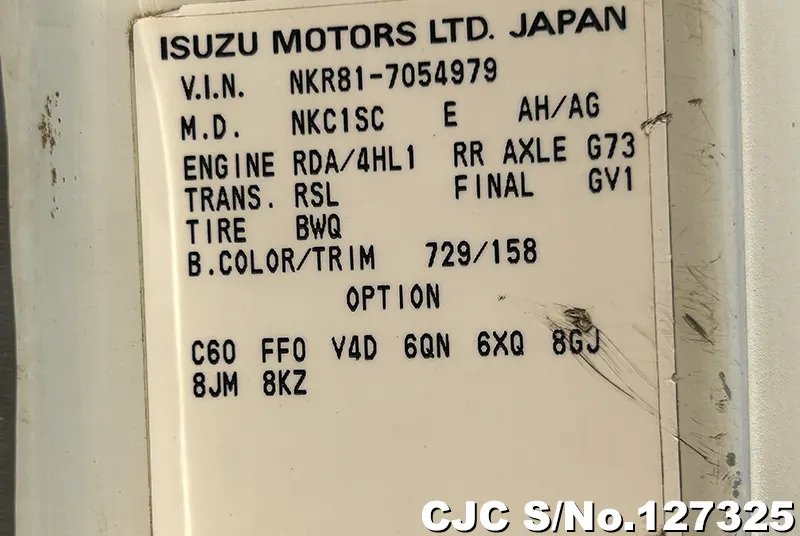 ISUZU MOTORS LTD. JAPAN
V.I.N. NKR81-7054979
M.D. NKC1SC E AH/AG
ENGINE RDA/4HL1 RR AXLE G73
TRANS. RSL FINAL GV1
TIRE BWQ
B.COLOR/TRIM 729/158
OPTION
C60 FF0 V4D 6QN 6XQ 8GJ
8JM 8KZ
CJC S/No.127325